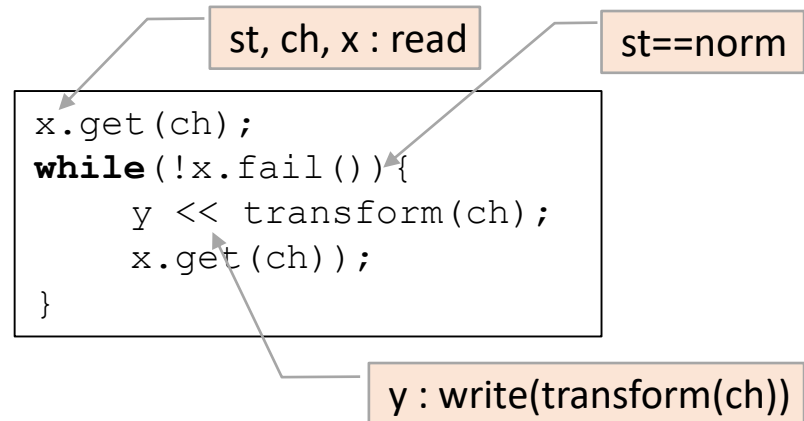 st, ch, x : read
st==norm
x.get(ch);
while(!x.fail()){
y << transform(ch);
x.get(ch));
}
y : write(transform(ch))